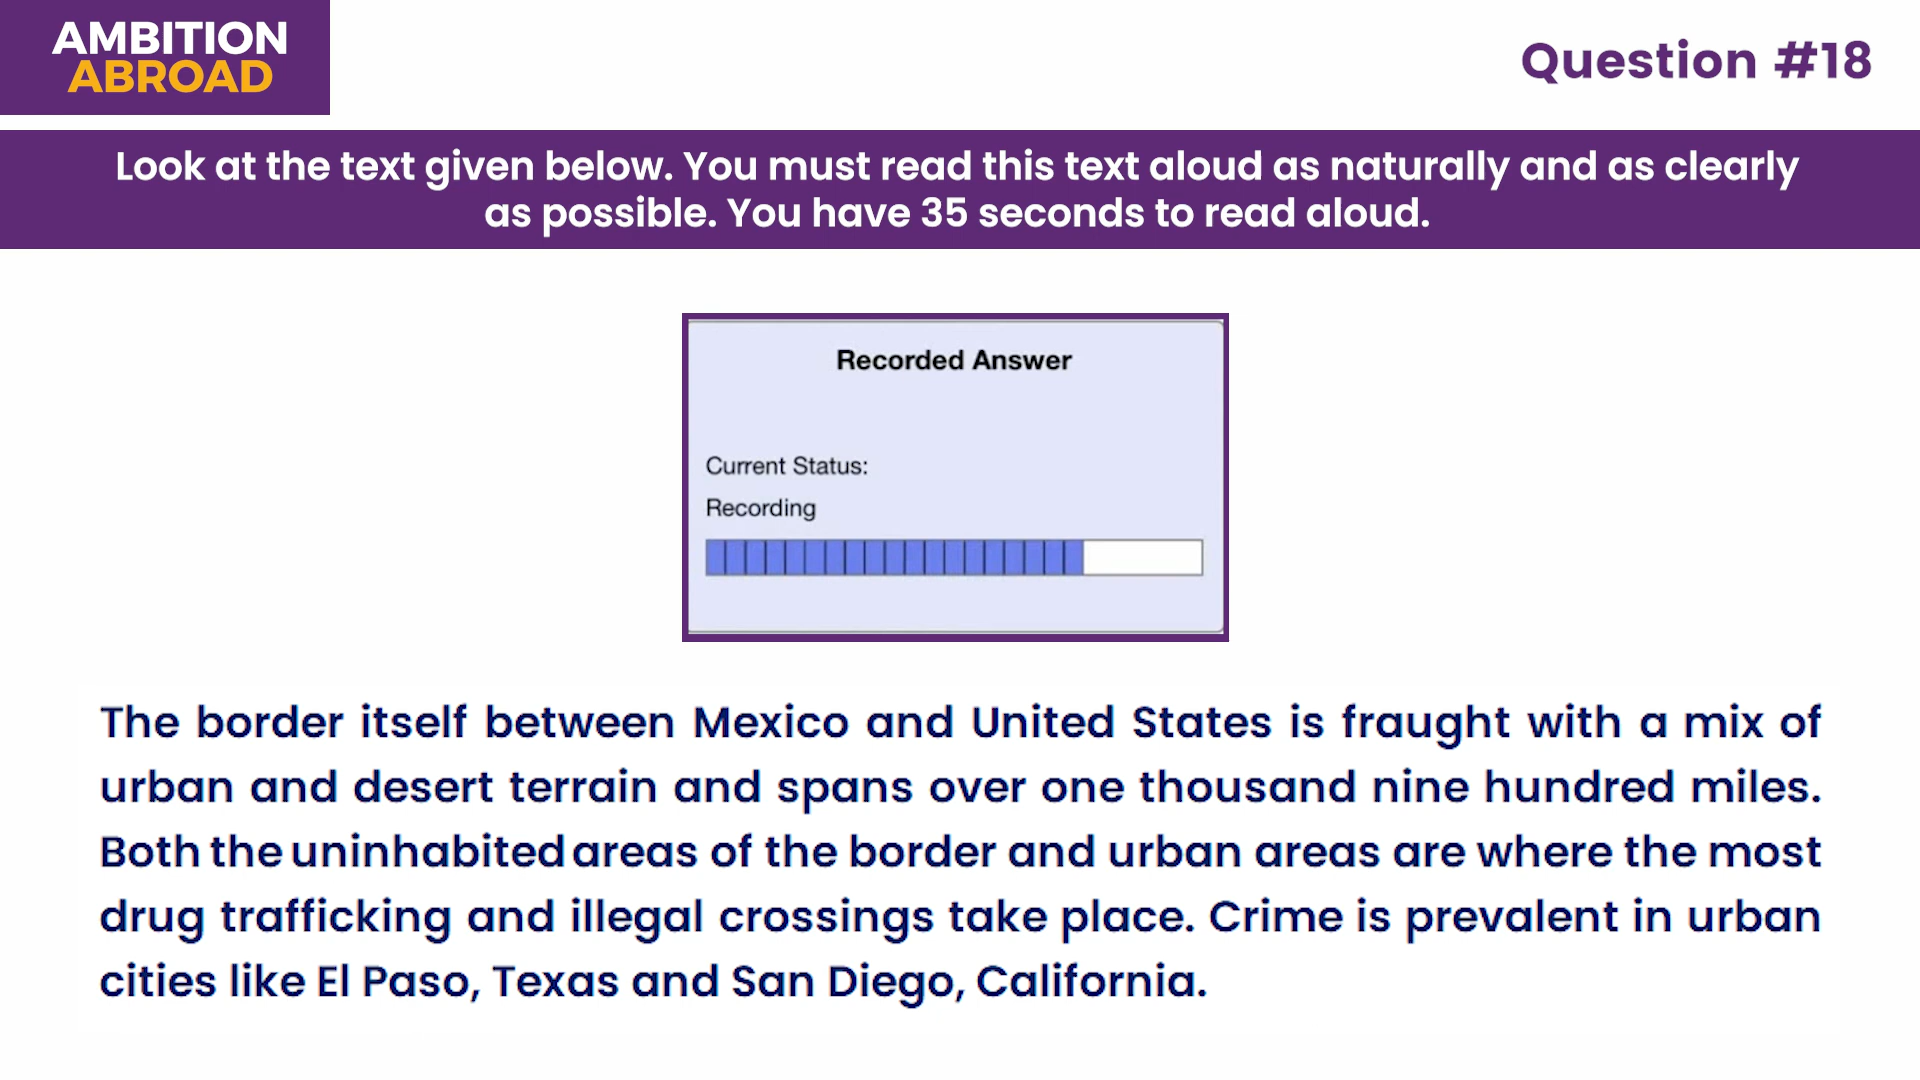 AMBITION
ABROAD
Question #18
Look at the text given below. You must read this text aloud as naturally and as clearly
as possible. You have 35 seconds to read aloud.
Recorded Answer
Current Status:
Recording
The border itself between Mexico and United States is fraught with a mix of
urban and desert terrain and spans over one thousand nine hundred miles.
Both the uninhabited areas of the border and urban areas are where the most
drug trafficking and illegal crossings take place. Crime is prevalent in urban
cities like El Paso, Texas and San Diego, California.